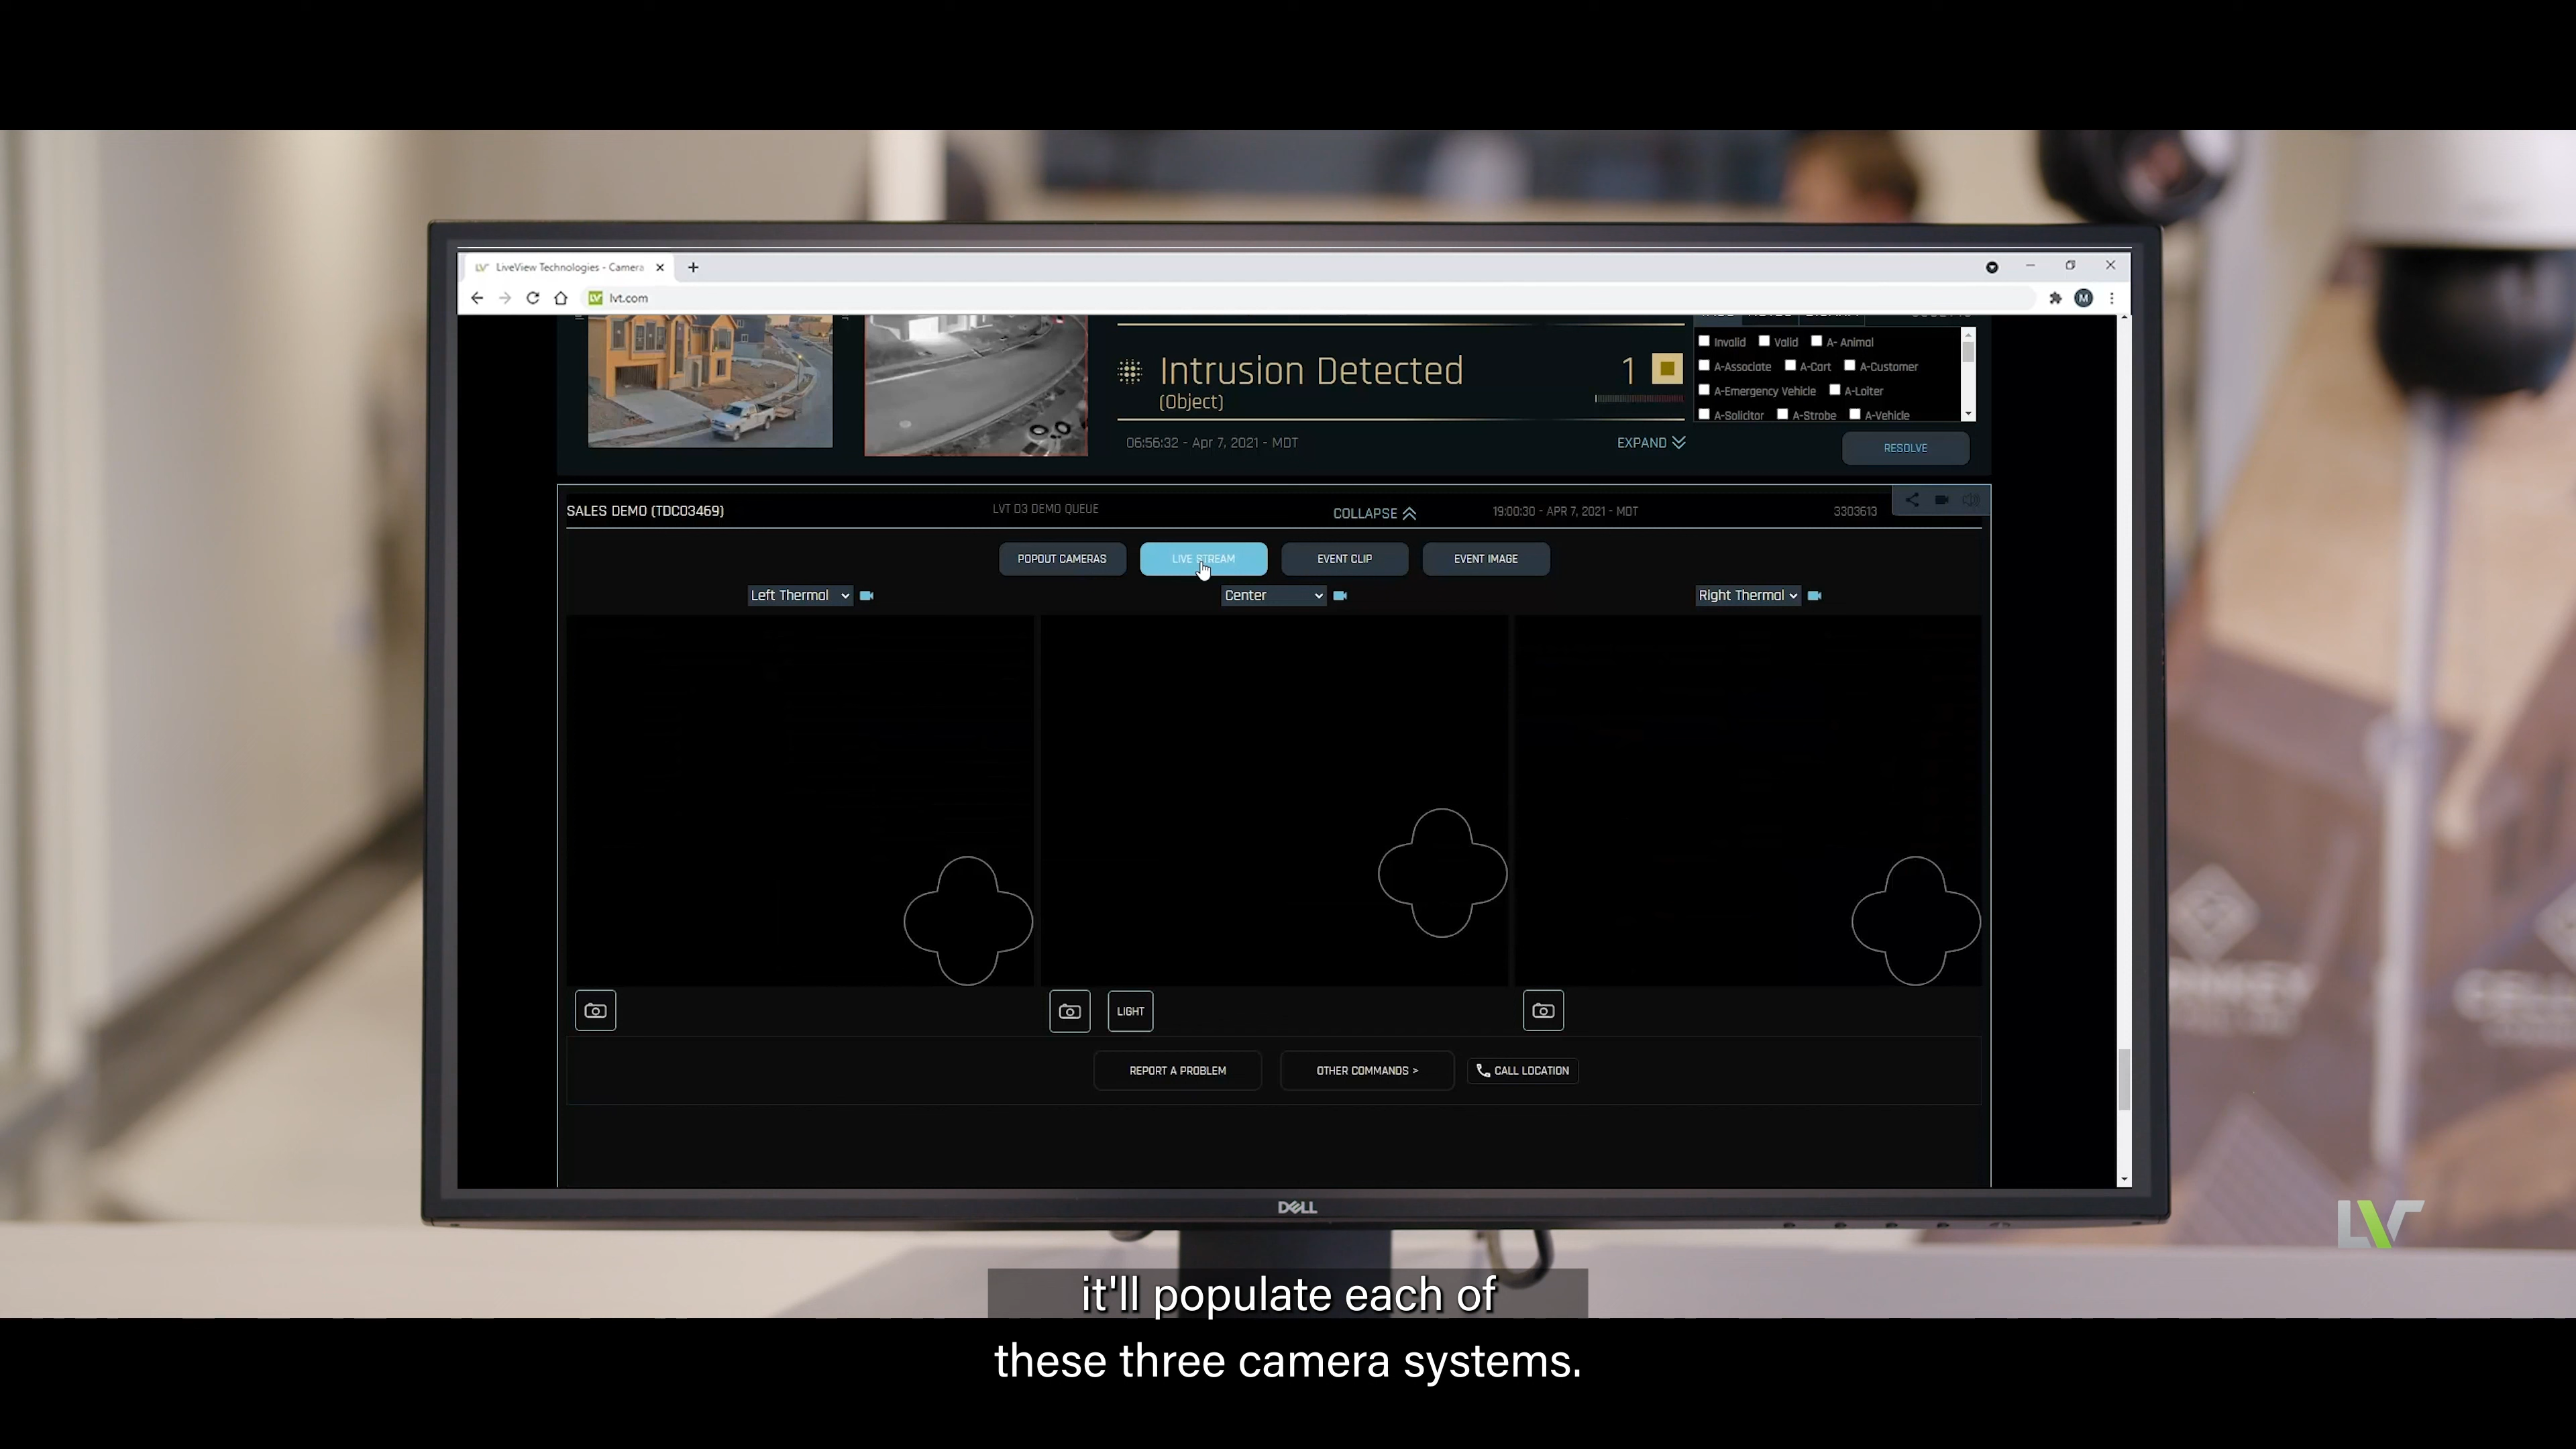 LV LiveView Technologies - Camera
lvt.com
M
Intrusion Detected
1
(Object)
06:56:32 - Apr 7, 2021 - MDT
EXPAND
Invalid Valid A- Animal
A-Associate A-Cart A-Customer
A-Emergency Vehicle A-Loiter
A-Solicitor A-Strobe A-Vehicle
RESOLVE
SALES DEMO (TDC03469)
LVT D3 DEMO QUEUE
COLLAPSE
19:00:30 - APR 7, 2021 - MDT
3303613
POPOUT CAMERAS
LIVE STREAM
EVENT CLIP
EVENT IMAGE
Left Thermal
Center
Right Thermal
LIGHT
REPORT A PROBLEM
OTHER COMMANDS >
CALL LOCATION
DELL
LVT
it'll populate each of
these three camera systems.